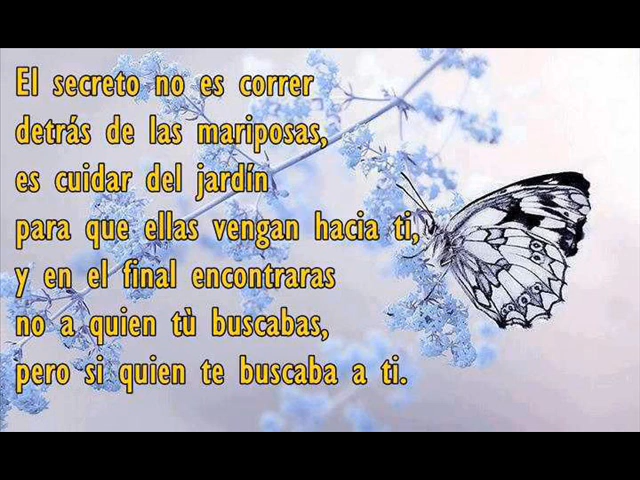 El secreto no es correr
detrás de las mariposas,
es cuidar del jardín
para que ellas vengan hacia ti,
y en el final encontraras
no a quien tù buscabas,
pero si quien te buscaba a ti.